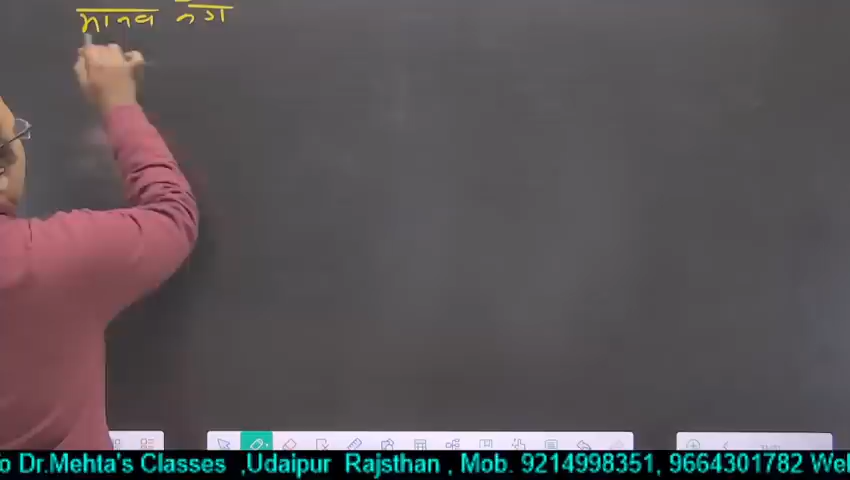 मानव नेत्र
o Dr.Mehta's Classes ,Udaipur Rajsthan , Mob. 9214998351, 9664301782 Wel